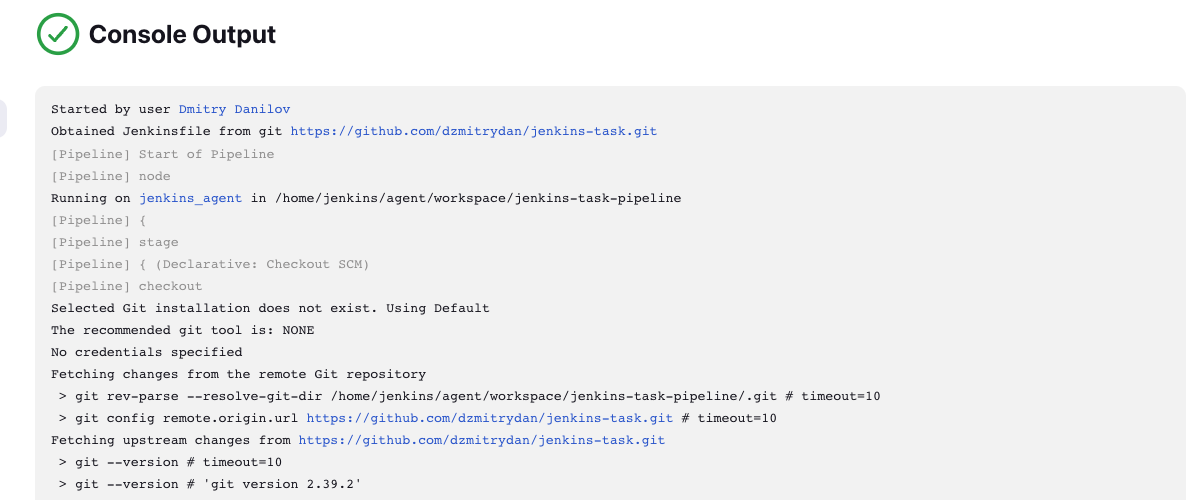 Console Output
Started by user Dmitry Danilov
Obtained Jenkinsfile from git https://github.com/dzmitrydan/jenkins-task.git
[Pipeline] Start of Pipeline
[Pipeline] node
Running on jenkins_agent in /home/jenkins/agent/workspace/jenkins-task-pipeline
[Pipeline] {
[Pipeline] stage
[Pipeline] { (Declarative: Checkout SCM)
[Pipeline] checkout
Selected Git installation does not exist. Using Default
The recommended git tool is: NONE
No credentials specified
Fetching changes from the remote Git repository
 > git rev-parse --resolve-git-dir /home/jenkins/agent/workspace/jenkins-task-pipeline/.git # timeout=10
 > git config remote.origin.url https://github.com/dzmitrydan/jenkins-task.git # timeout=10
Fetching upstream changes from https://github.com/dzmitrydan/jenkins-task.git
 > git --version # timeout=10
 > git --version # 'git version 2.39.2'